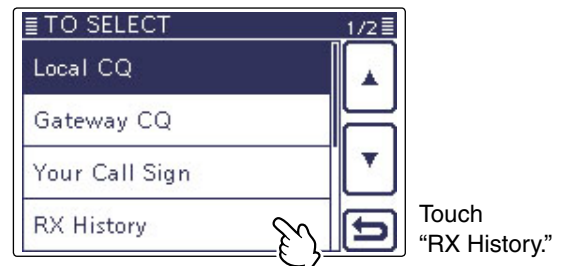 TO SELECT 1/2
Local CQ
Gateway CQ
Your Call Sign
RX History
Touch
“RX History.”